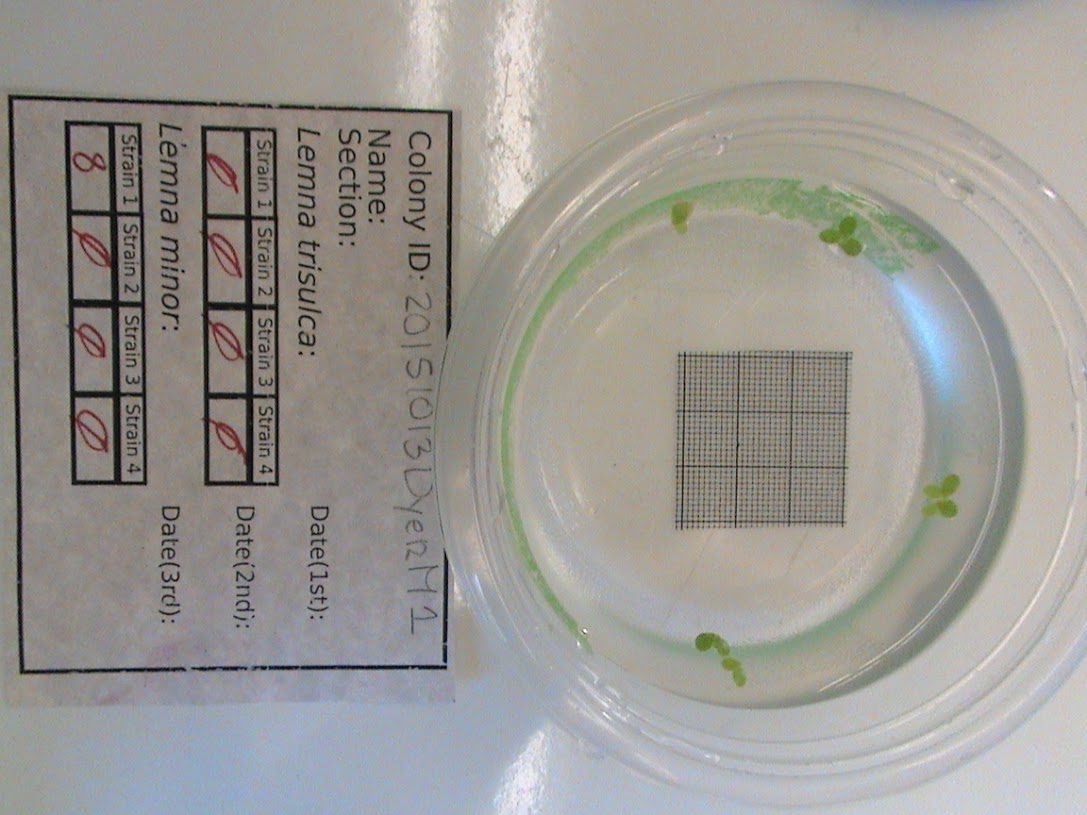 Colony ID: 20151013LDyerM1
Name:
Section:
Lemna trisulca: Date(1st):
Strain 1 Strain 2 Strain 3 Strain 4
Ø Ø Ø Ø Date(2nd):
Lemna minor: Date(3rd):
Strain 1 Strain 2 Strain 3 Strain 4
8 Ø Ø Ø